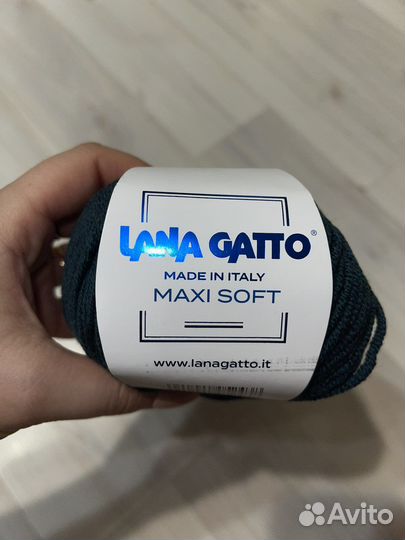 LANA GATTO®
MADE IN ITALY
MAXI SOFT
www.lanagatto.it
Avito